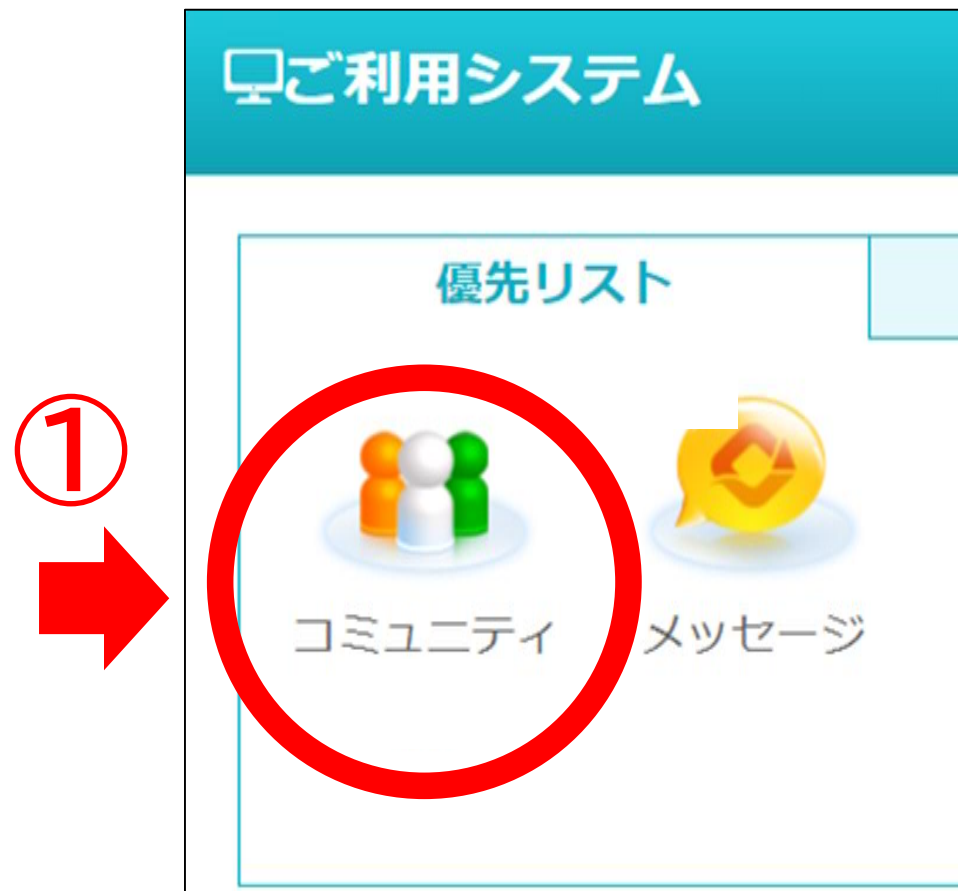 ご利用システム
優先リスト
①
コミュニティ
メッセージ